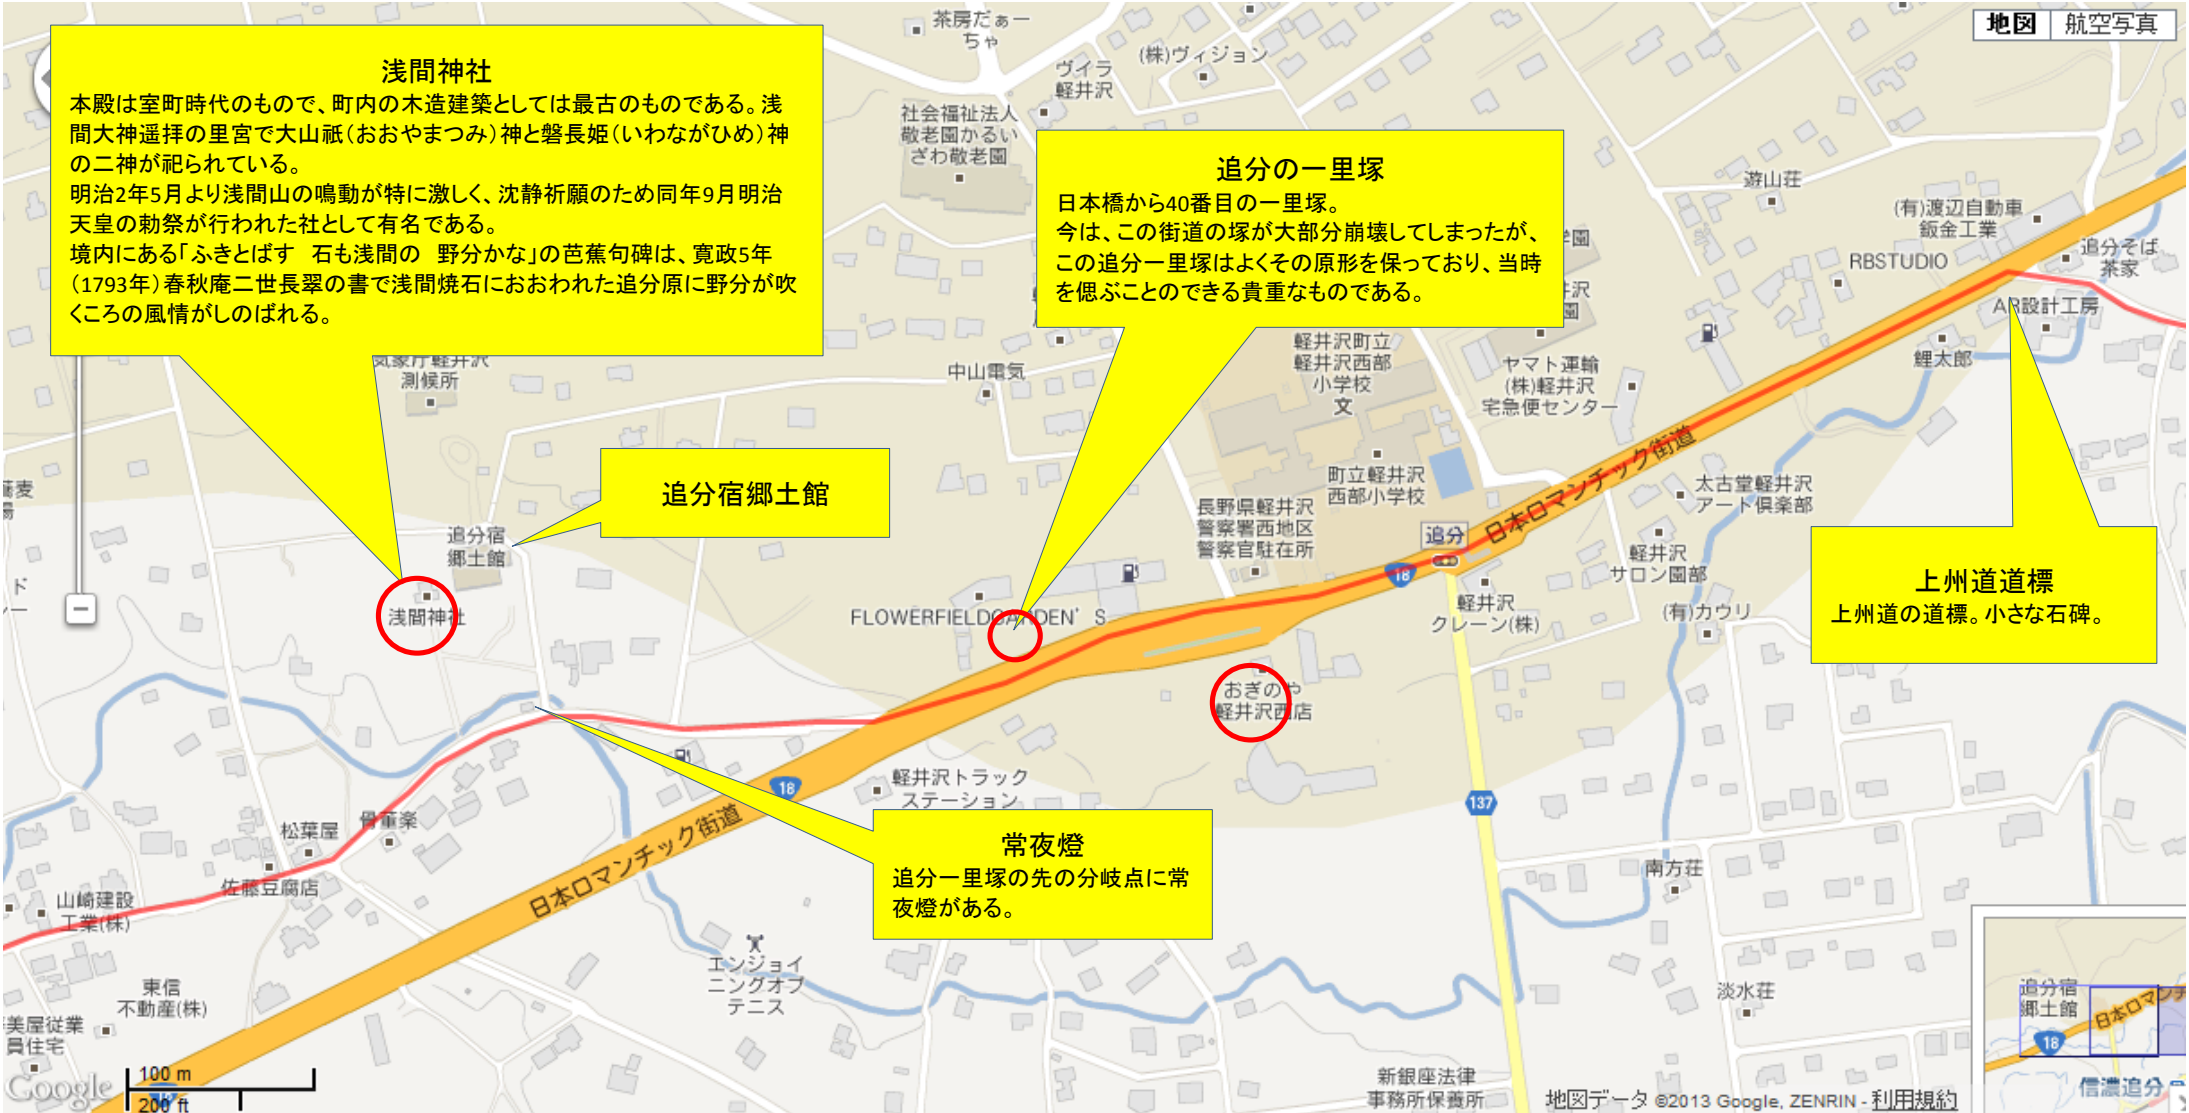 地図 航空写真
浅間神社
本殿は室町時代のもので、町内の木造建築としては最古のものである。浅
間大神遥拝の里宮で大山祇(おおやまつみ)神と磐長姫(いわながひめ)神
の二神が祀られている。
明治2年5月より浅間山の鳴動が特に激しく、沈静祈願のため同年9月明治
天皇の勅祭が行われた社として有名である。
境内にある「ふきとばす 石も浅間の 野分かな」の芭蕉句碑は、寛政5年
(1793年)春秋庵二世長翠の書で浅間焼石におおわれた追分原に野分が吹
くころの風情がしのばれる。
追分の一里塚
日本橋から40番目の一里塚。
今は、この街道の塚が大部分崩壊してしまったが、
この追分一里塚はよくその原形を保っており、当時
を偲ぶことのできる貴重なものである。
追分宿郷土館
常夜燈
追分一里塚の先の分岐点に常
夜燈がある。
上州道道標
上州道の道標。小さな石碑。
茶房だぁー
ちゃ
ヴィラ
軽井沢
(株)ヴィジョン
社会福祉法人
敬老園かるい
ざわ敬老園
遊山荘
(有)渡辺自動車
鈑金工業
追分そば
茶家
RBSTUDIO
AR設計工房
鯉太郎
学園
井沢
園
気象庁軽井沢
測候所
中山電気
軽井沢町立
軽井沢西部
小学校
文
ヤマト運輸
(株)軽井沢
宅急便センター
町立軽井沢
西部小学校
長野県軽井沢
警察署西地区
警察官駐在所
追分
18
日本ロマンチック街道
太古堂軽井沢
アート倶楽部
軽井沢
サロン園部
(有)カウリ
軽井沢
クレーン(株)
蕎麦
場
追分宿
郷土館
浅間神社
FLOWERFIELDGARDEN'S
おぎのや
軽井沢西店
ド
18
日本ロマンチック街道
軽井沢トラック
ステーション
137
松葉屋
骨董楽
佐藤豆腐店
山崎建設
工業(株)
南方荘
エンジョイ
ニングオブ
テニス
東信
不動産(株)
美屋従業
員住宅
淡水荘
新銀座法律
事務所保養所
追分宿
郷土館
日本ロマンチ
18
信濃追分
Google
100 m
200 ft
地図データ ©2013 Google, ZENRIN - 利用規約